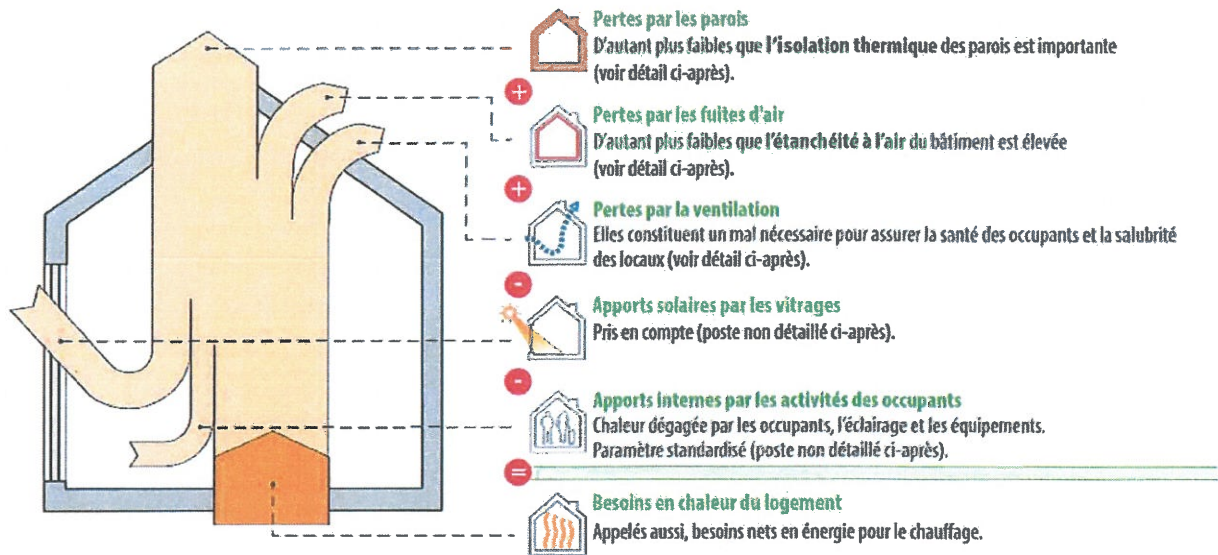 Pertes par les parois
D'autant plus faibles que l'isolation thermique des parois est importante
(voir détail ci-après).
+
Pertes par les fuites d'air
D'autant plus faibles que l'étanchéité à l'air du bâtiment est élevée
(voir détail ci-après).
+
Pertes par la ventilation
Elles constituent un mal nécessaire pour assurer la santé des occupants et la salubrité
des locaux (voir détail ci-après).
-
Apports solaires par les vitrages
Pris en compte (poste non détaillé ci-après).
-
Apports internes par les activités des occupants
Chaleur dégagée par les occupants, l'éclairage et les équipements.
Paramètre standardisé (poste non détaillé ci-après).
=
Besoins en chaleur du logement
Appelés aussi, besoins nets en énergie pour le chauffage.